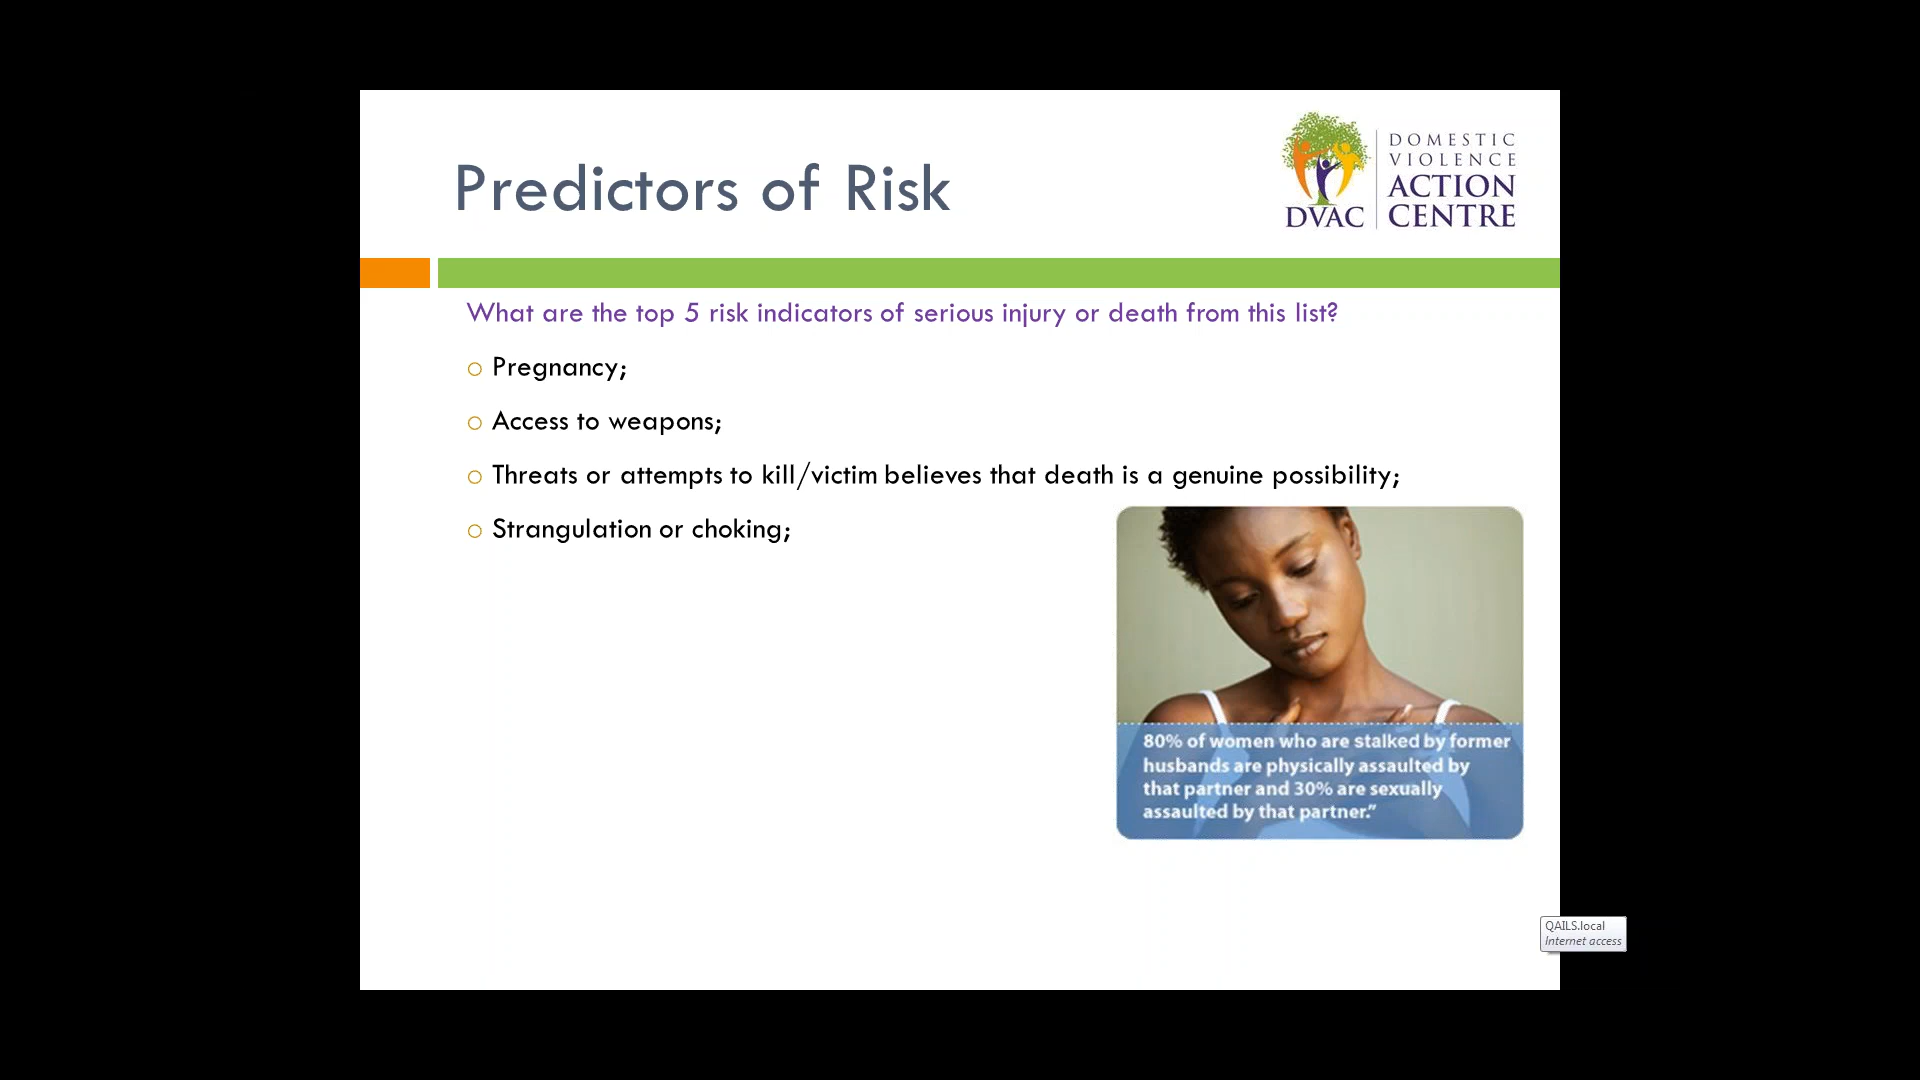 Predictors of Risk
DOMESTIC
VIOLENCE
ACTION
CENTRE
DVAC
What are the top 5 risk indicators of serious injury or death from this list?
Pregnancy;
Access to weapons;
Threats or attempts to kill/victim believes that death is a genuine possibility;
Strangulation or choking;
80% of women who are stalked by former
husbands are physically assaulted by
that partner and 30% are sexually
assaulted by that partner.”
QAILS.local
Internet access